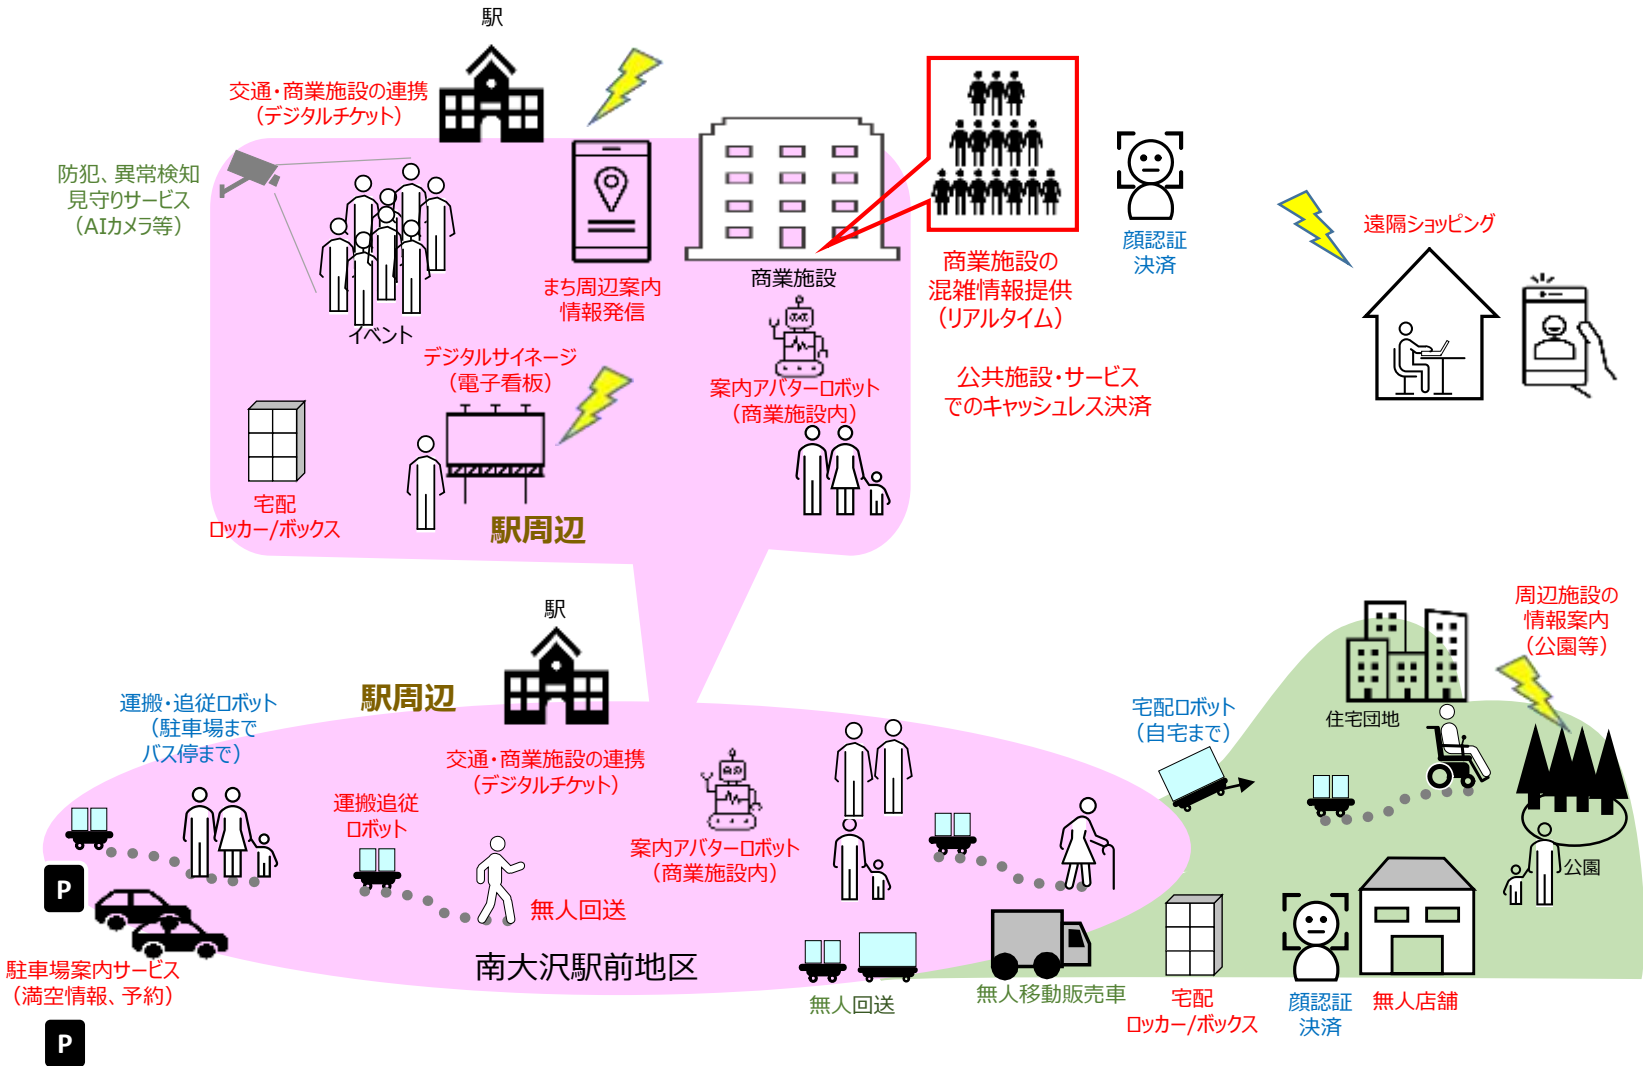 駅
交通・商業施設の連携
（デジタルチケット）
防犯、異常検知
見守りサービス
（AIカメラ等）
イベント
まち周辺案内
情報発信
商業施設
商業施設の
混雑情報提供
（リアルタイム）
顔認証
決済
遠隔ショッピング
デジタルサイネージ
（電子看板）
案内アバターロボット
（商業施設内）
公共施設・サービス
でのキャッシュレス決済
宅配
ロッカー/ボックス
駅周辺
駅
駅周辺
運搬・追従ロボット
（駐車場まで
バス停まで）
交通・商業施設の連携
（デジタルチケット）
運搬追従
ロボット
案内アバターロボット
（商業施設内）
無人回送
宅配ロボット
（自宅まで）
住宅団地
周辺施設の
情報案内
（公園等）
公園
P
駐車場案内サービス
（満空情報、予約）
P
南大沢駅前地区
無人回送
無人移動販売車
宅配
ロッカー/ボックス
顔認証
決済
無人店舗